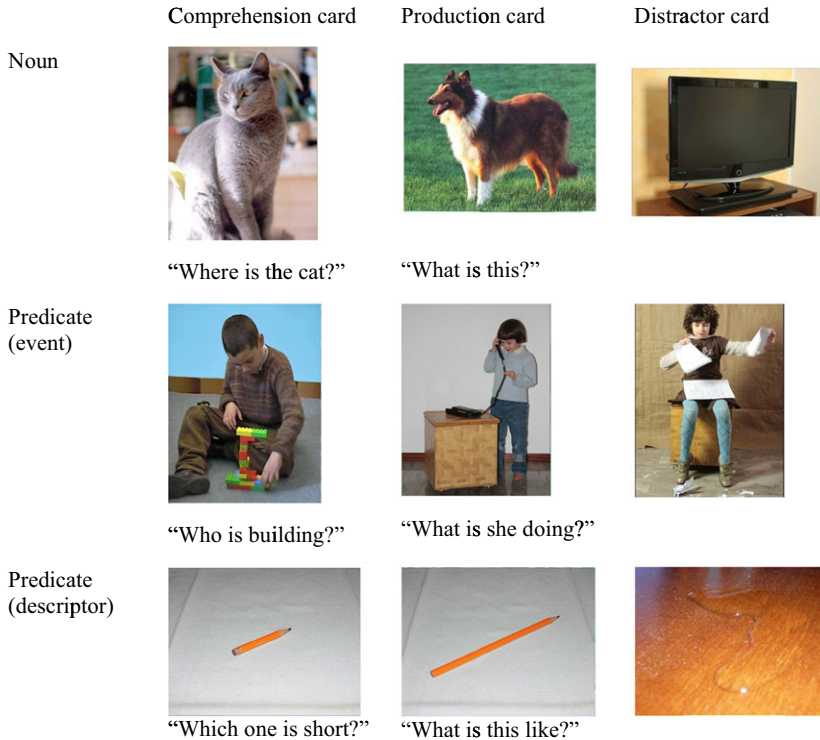 Comprehension card Production card Distractor card
Noun
“Where is the cat?” “What is this?”
Predicate
(event)
“Who is building?” “What is she doing?”
Predicate
(descriptor)
“Which one is short?” “What is this like?”